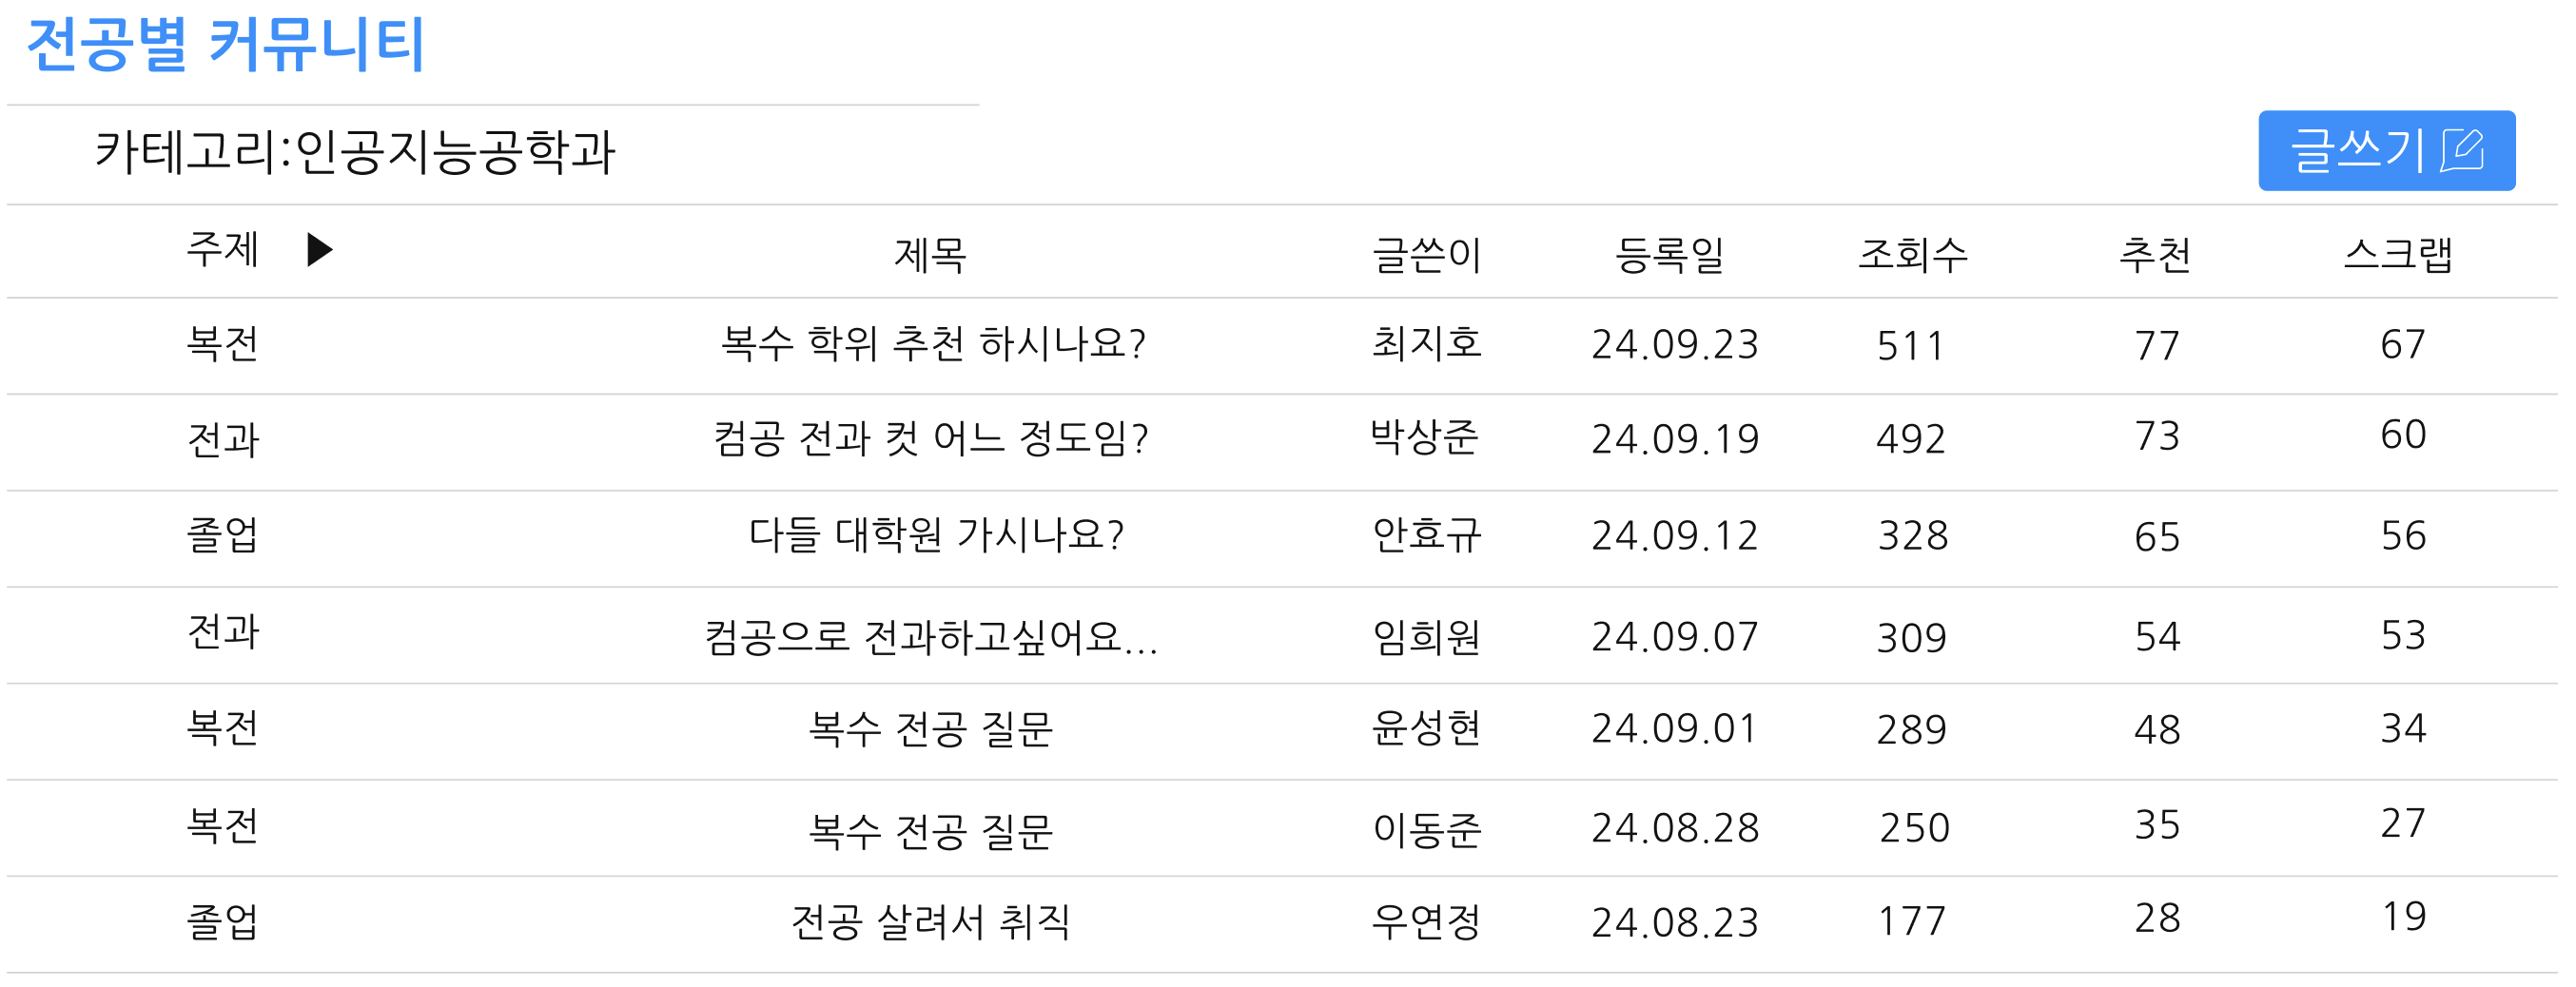 전공별 커뮤니티
카테고리:인공지능공학과 글쓰기
주제 ▶ 제목 글쓴이 등록일 조회수 추천 스크랩
복전 복수 학위 추천 하시나요? 최지호 24.09.23 511 77 67
전과 컴공 전과 컷 어느 정도임? 박상준 24.09.19 492 73 60
졸업 다들 대학원 가시나요? 안효규 24.09.12 328 65 56
전과 컴공으로 전과하고싶어요... 임희원 24.09.07 309 54 53
복전 복수 전공 질문 윤성현 24.09.01 289 48 34
복전 복수 전공 질문 이동준 24.08.28 250 35 27
졸업 전공 살려서 취직 우연정 24.08.23 177 28 19